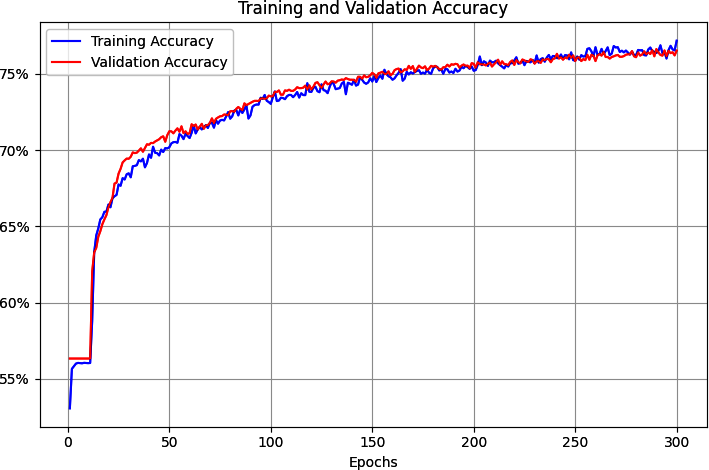 Training and Validation Accuracy
Training Accuracy
Validation Accuracy
75%
70%
65%
60%
55%
0 50 100 150 200 250 300
Epochs